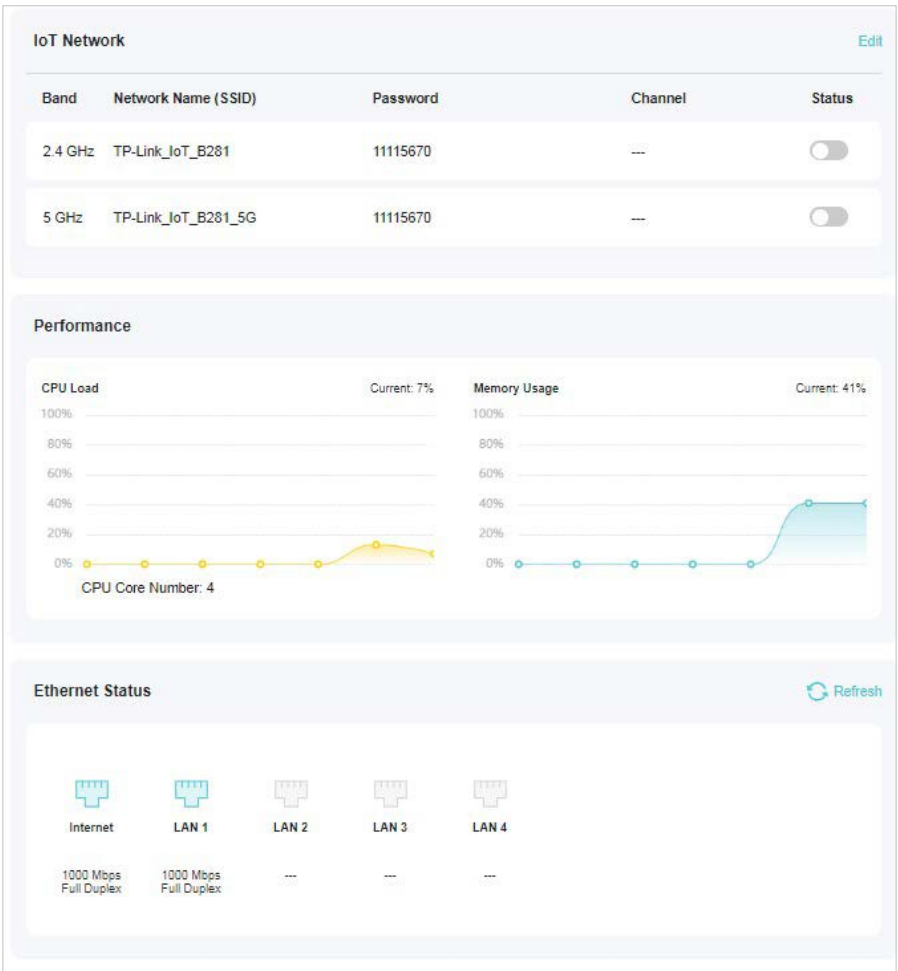 IoT Network Edit
Band Network Name (SSID) Password Channel Status
2.4 GHz TP-Link_IoT_B281 11115670 ---
5 GHz TP-Link_IoT_B281_5G 11115670 ---
Performance
CPU Load Current: 7%
100%
80%
60%
40%
20%
0%
CPU Core Number: 4
Memory Usage Current: 41%
100%
80%
60%
40%
20%
0%
Ethernet Status Refresh
Internet LAN 1 LAN 2 LAN 3 LAN 4
1000 Mbps 1000 Mbps --- --- ---
Full Duplex Full Duplex